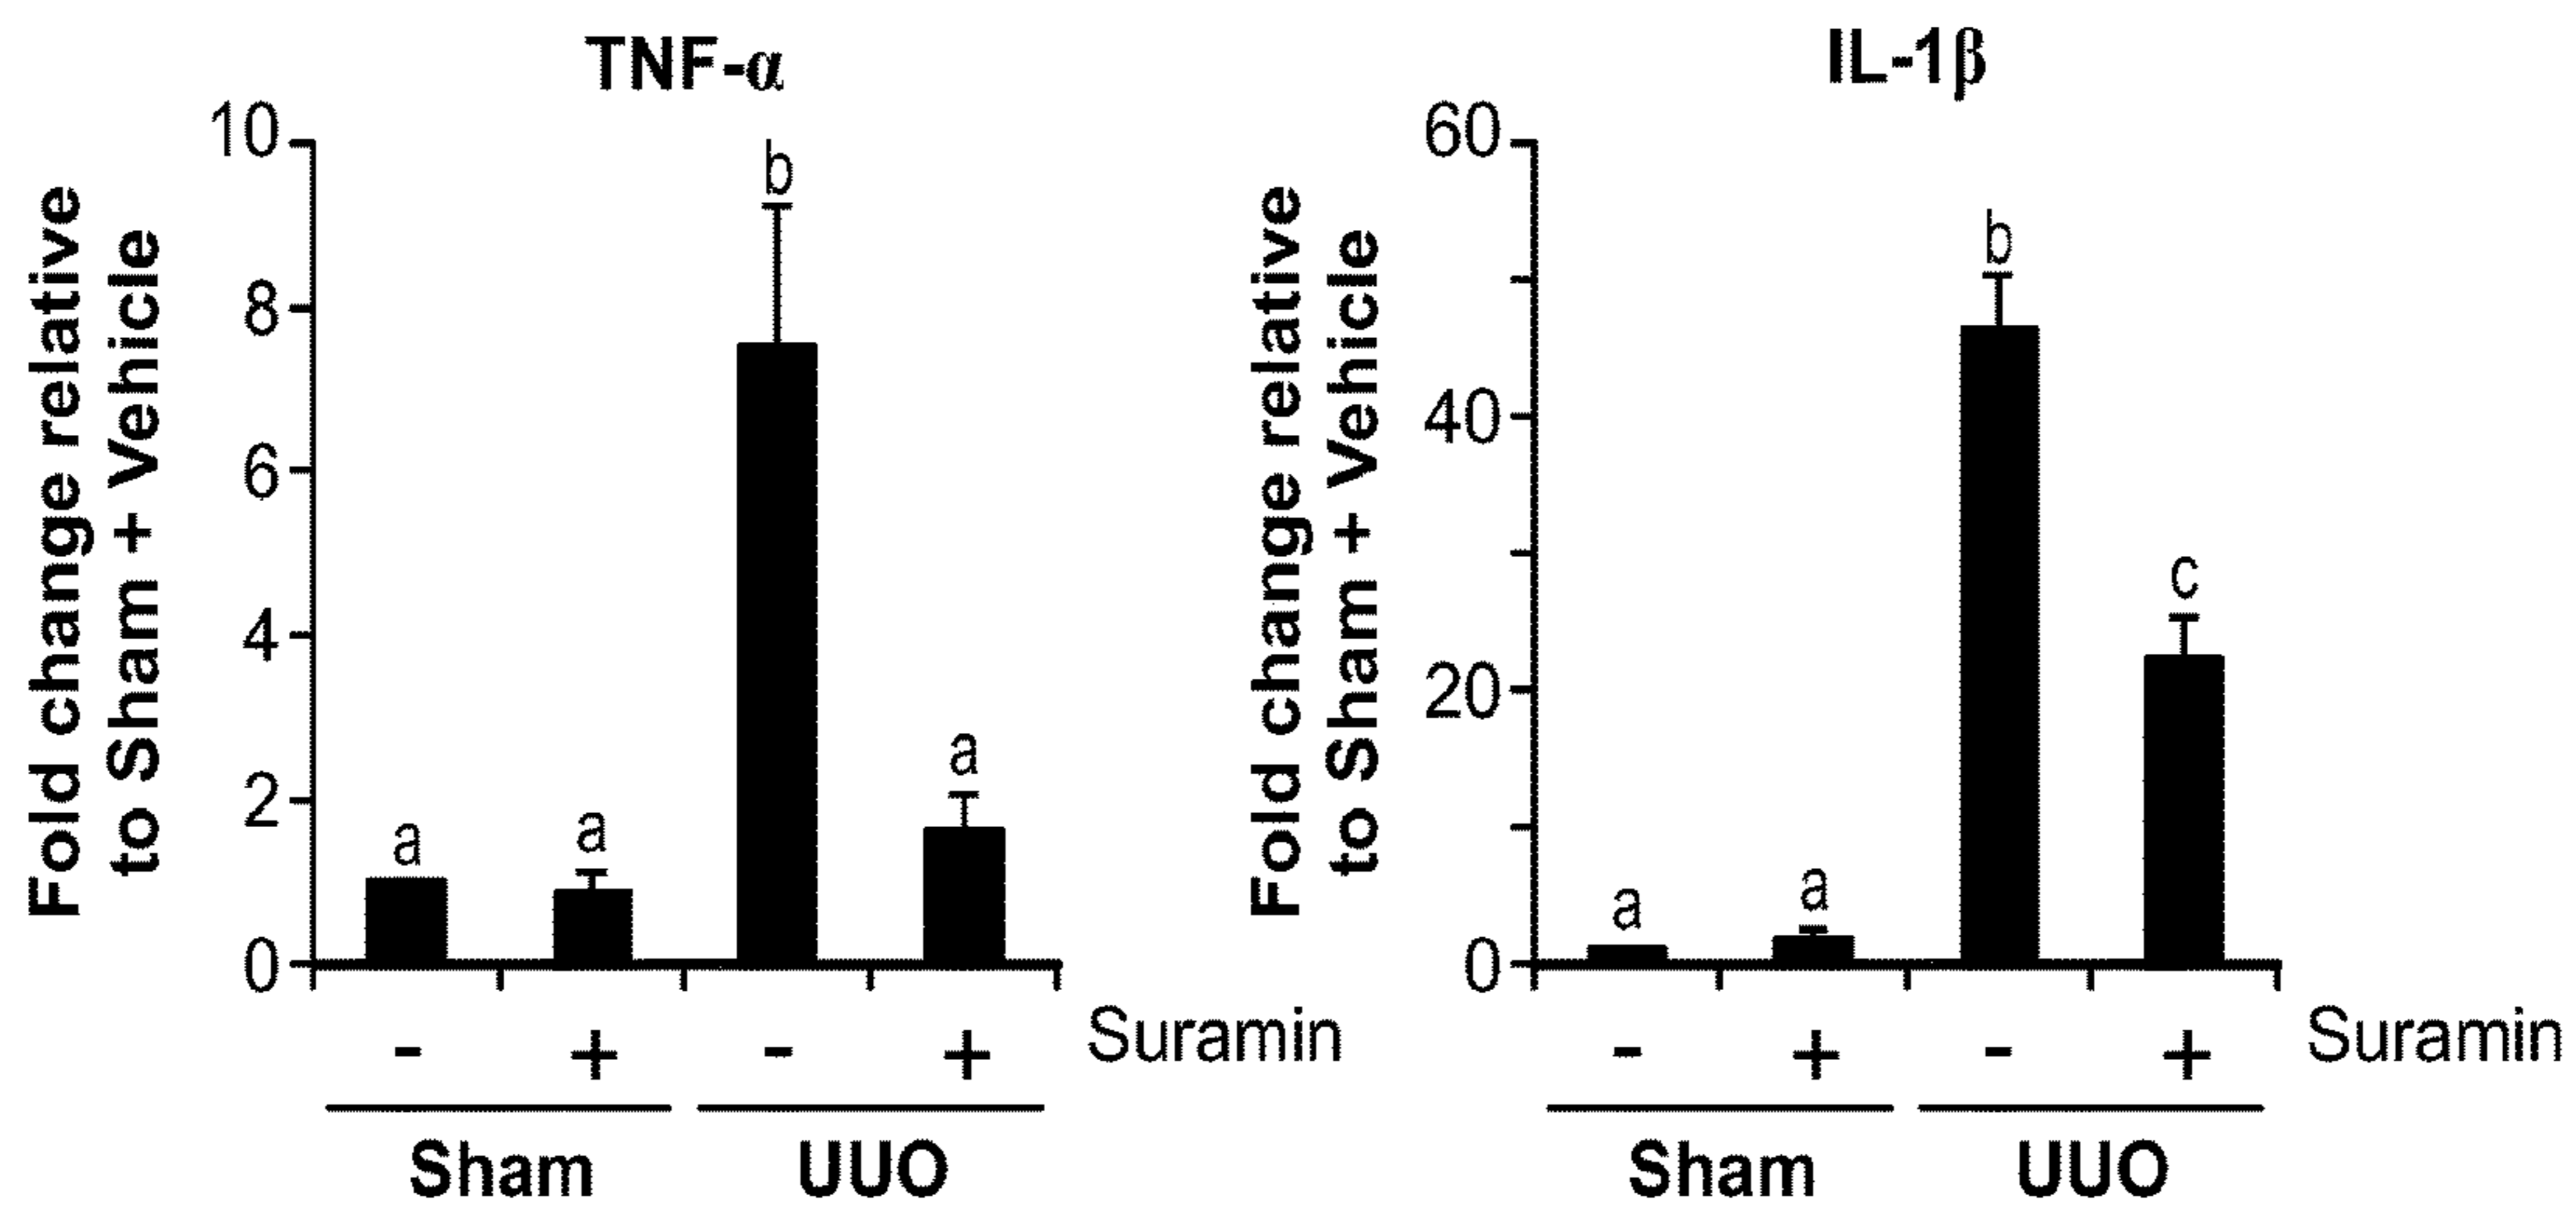 TNF-α
Fold change relative
to Sham + Vehicle
10
8
6
4
2
0
a
a
b
a
- + - + Suramin
Sham UUO
IL-1β
Fold change relative
to Sham + Vehicle
60
40
20
0
a
a
b
c
- + - + Suramin
Sham UUO